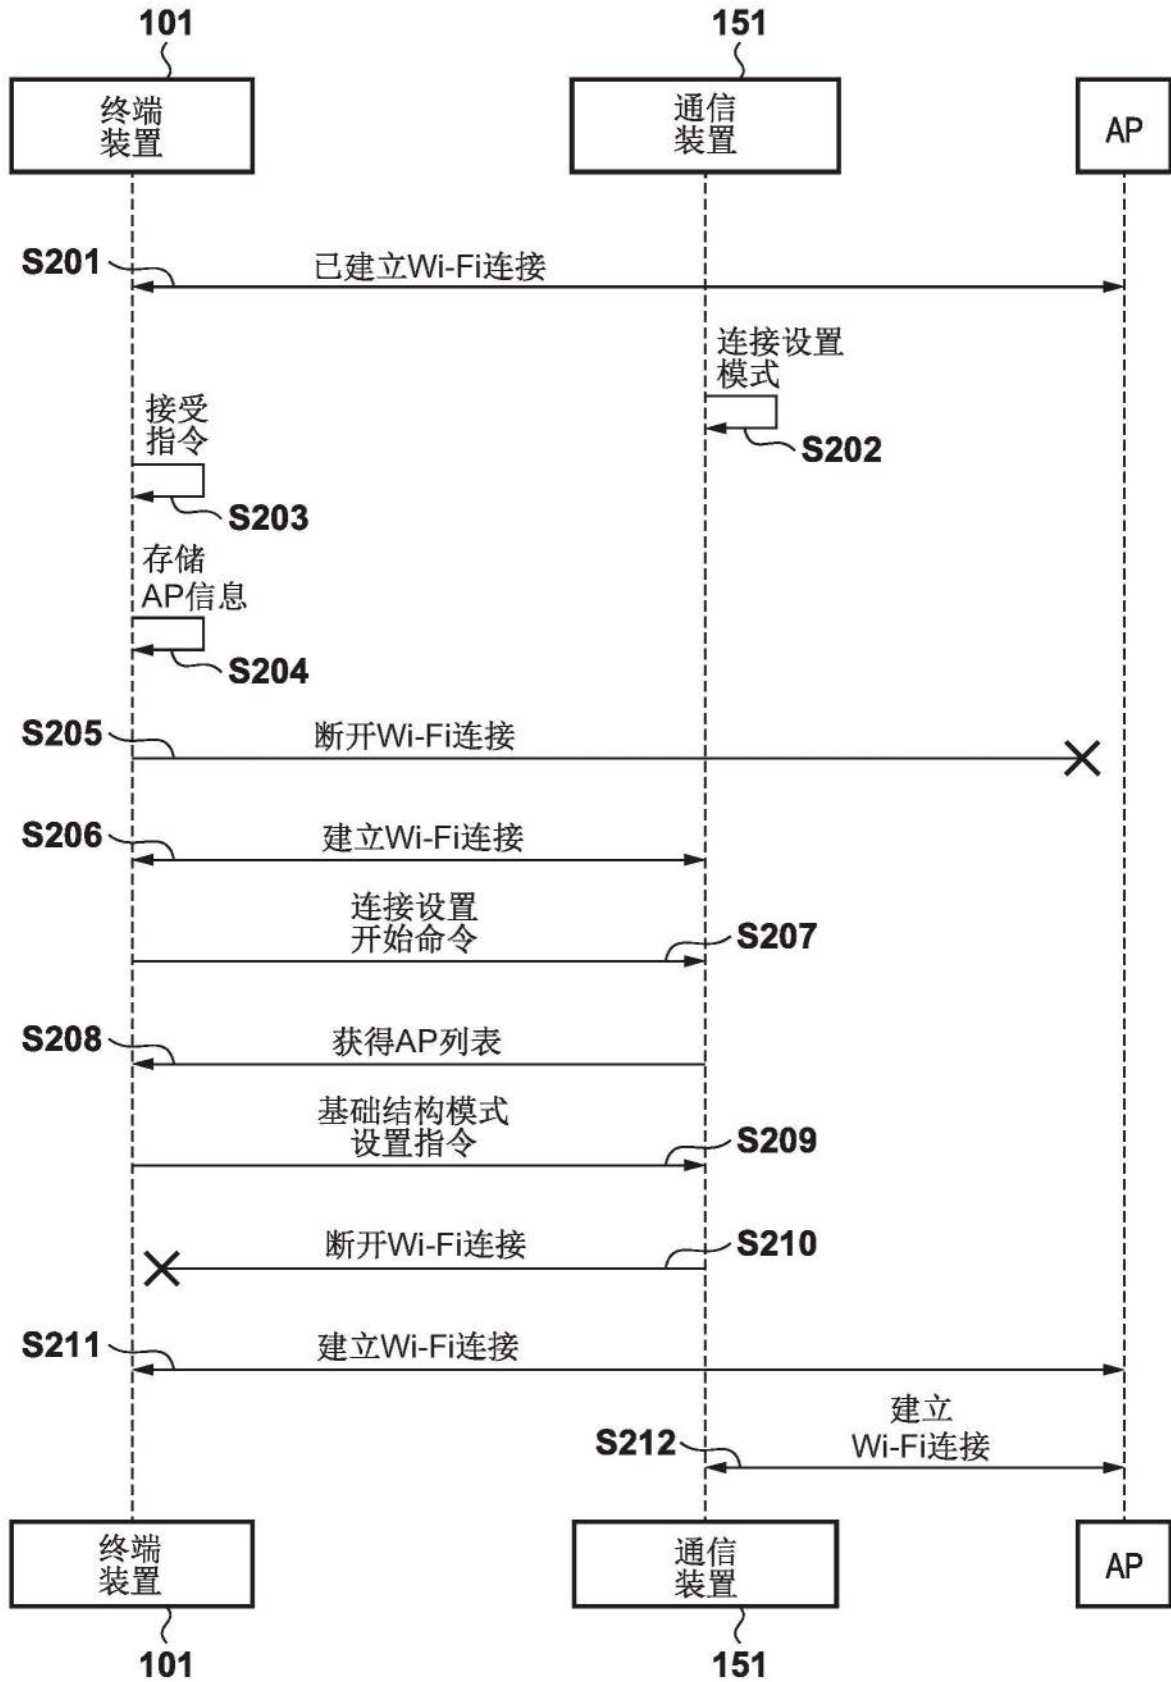 101
151
终端
装置
通信
装置
AP
S201
已建立Wi-Fi连接
连接设置
模式
S202
接受
指令
S203
存储
AP信息
S204
S205
断开Wi-Fi连接
S206
建立Wi-Fi连接
连接设置
开始命令
S207
S208
获得AP列表
基础结构模式
设置指令
S209
断开Wi-Fi连接
S210
S211
建立Wi-Fi连接
建立
Wi-Fi连接
S212
终端
装置
通信
装置
AP
101
151